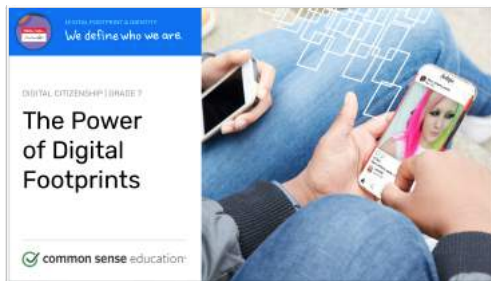 DIGITAL FOOTPRINT & IDENTITY
We define who we are.
DIGITAL CITIZENSHIP | GRADE 7
The Power
of Digital
Footprints
common sense education®